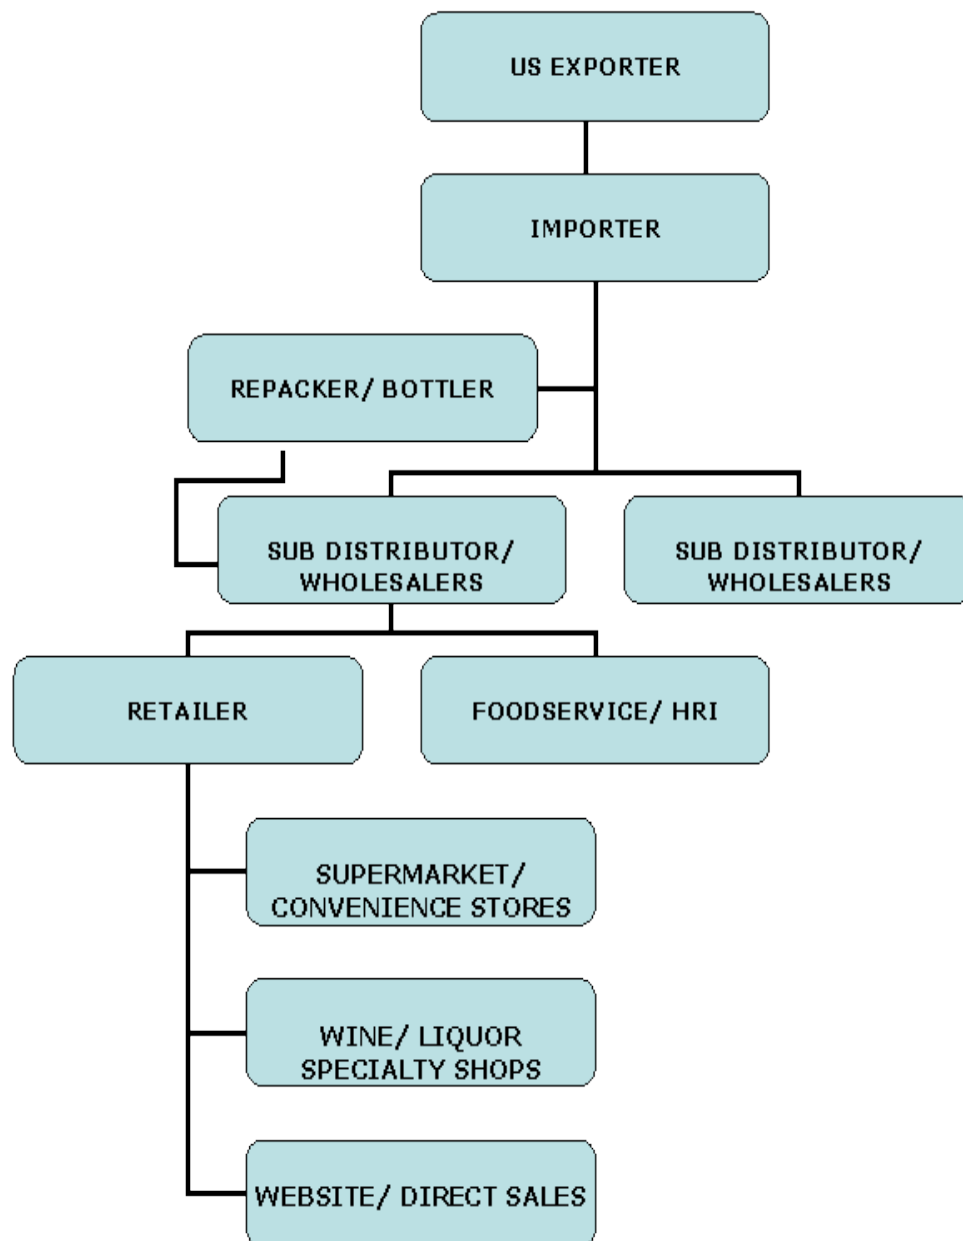 US EXPORTER
IMPORTER
REPACKER/ BOTTLER
SUB DISTRIBUTOR/
WHOLESALERS
SUB DISTRIBUTOR/
WHOLESALERS
RETAILER
FOODSERVICE/ HRI
SUPERMARKET/
CONVENIENCE STORES
WINE/ LIQUOR
SPECIALTY SHOPS
WEBSITE/ DIRECT SALES